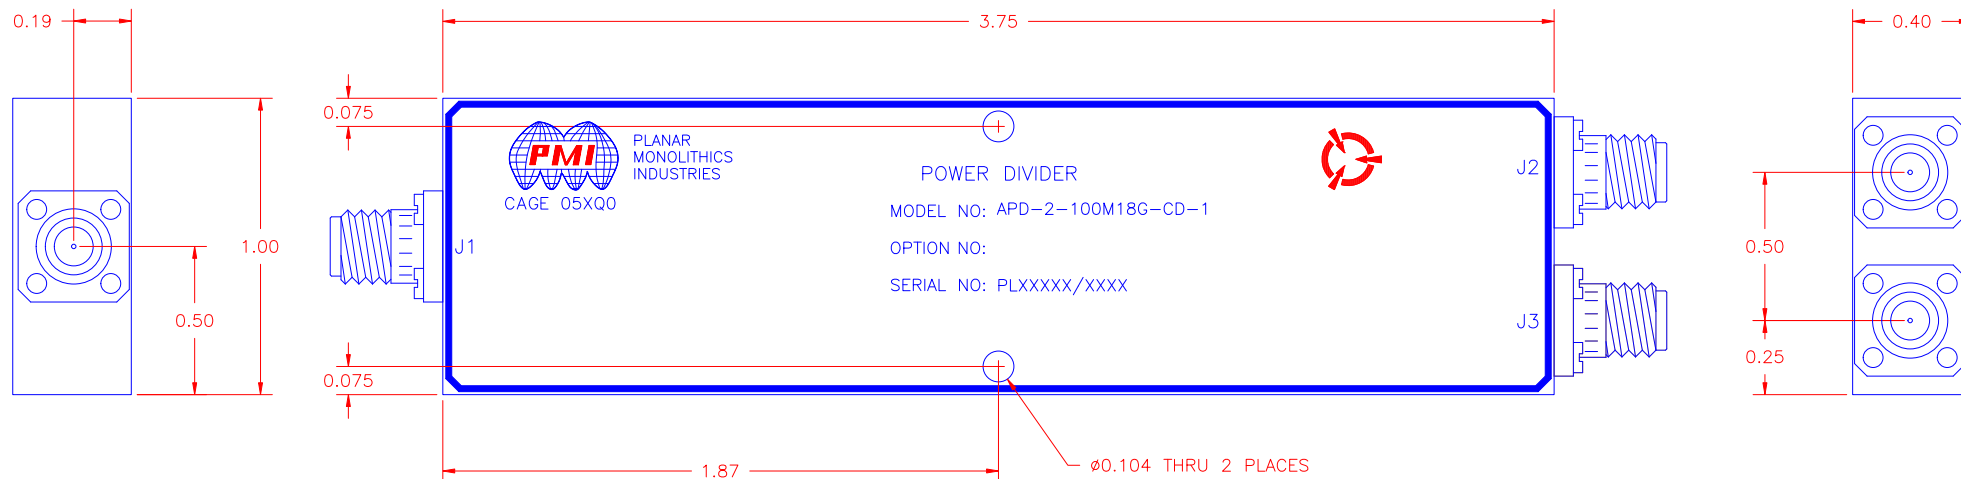 0.19
3.75
0.40
0.075
PMI
PLANAR
MONOLITHICS
INDUSTRIES
CAGE 05XQ0
POWER DIVIDER
MODEL NO: APD-2-100M18G-CD-1
OPTION NO:
SERIAL NO: PLXXXXX/XXXX
J1
J2
J3
1.00
0.50
0.50
0.25
0.075
1.87
ø0.104 THRU 2 PLACES